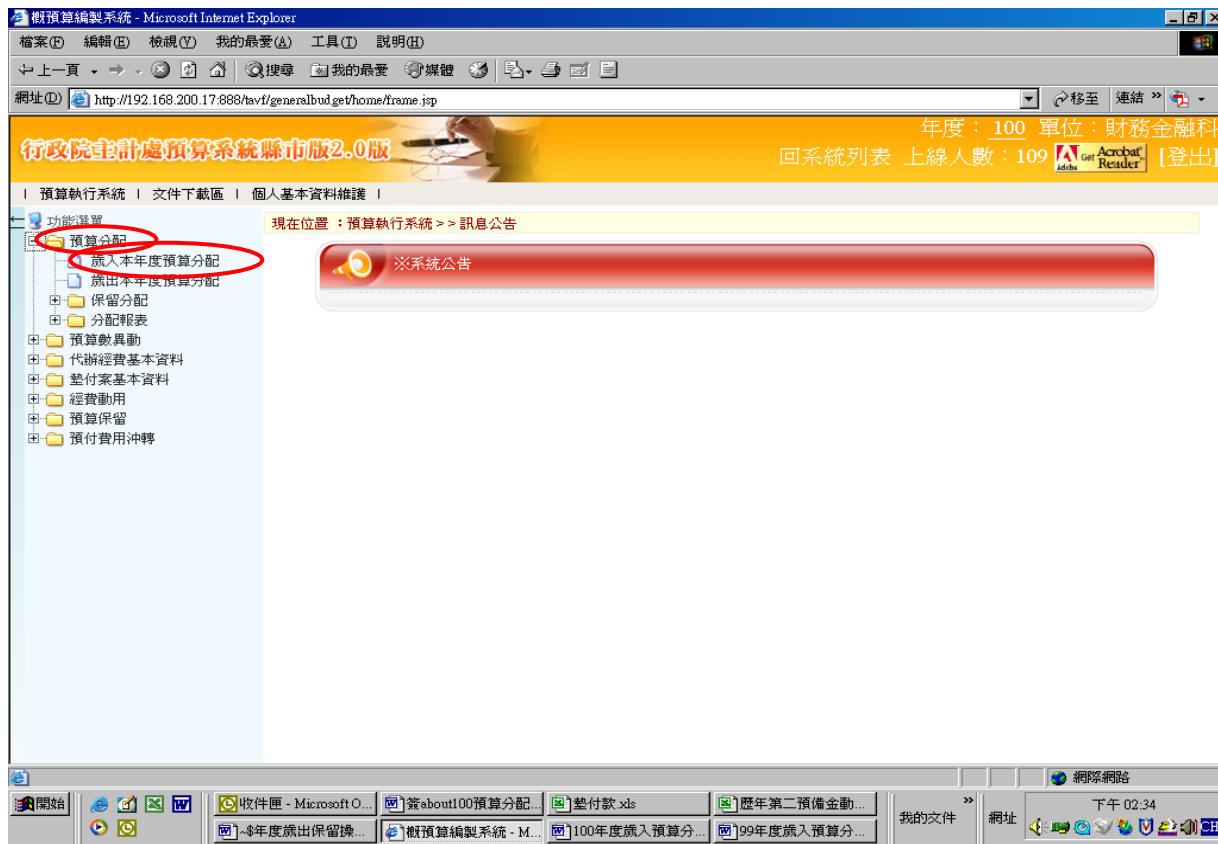 概預算編製系統 - Microsoft Internet Explorer
檔案(F) 編輯(E) 檢視(V) 我的最愛(A) 工具(T) 說明(H)
上一頁 搜尋 我的最愛 媒體
網址(D) http://192.168.200.17:888/tavf/generalbudget/home/frame.jsp 移至 連結 »
行政院主計處預算系統縣市版2.0版
年度： 100 單位：財務金融科
回系統列表 上線人數：109 Adobe Get Acrobat Reader [登出]
| 預算執行系統 | 文件下載區 | 個人基本資料維護 |
功能選單
現在位置 ：預算執行系統>>訊息公告
預算分配
歲入本年度預算分配
※系統公告
歲出本年度預算分配
保留分配
分配報表
預算數異動
代辦經費基本資料
墊付案基本資料
經費動用
預算保留
預付費用沖轉
網際網路
開始
收件匣 - Microsoft O...
簽about100預算分配...
墊付款.xls
歷年第二預備金動...
我的文件 »
網址
下午 02:34
~$年度歲出保留操...
概預算編製系統 - M...
100年度歲入預算分...
99年度歲入預算分...
CH